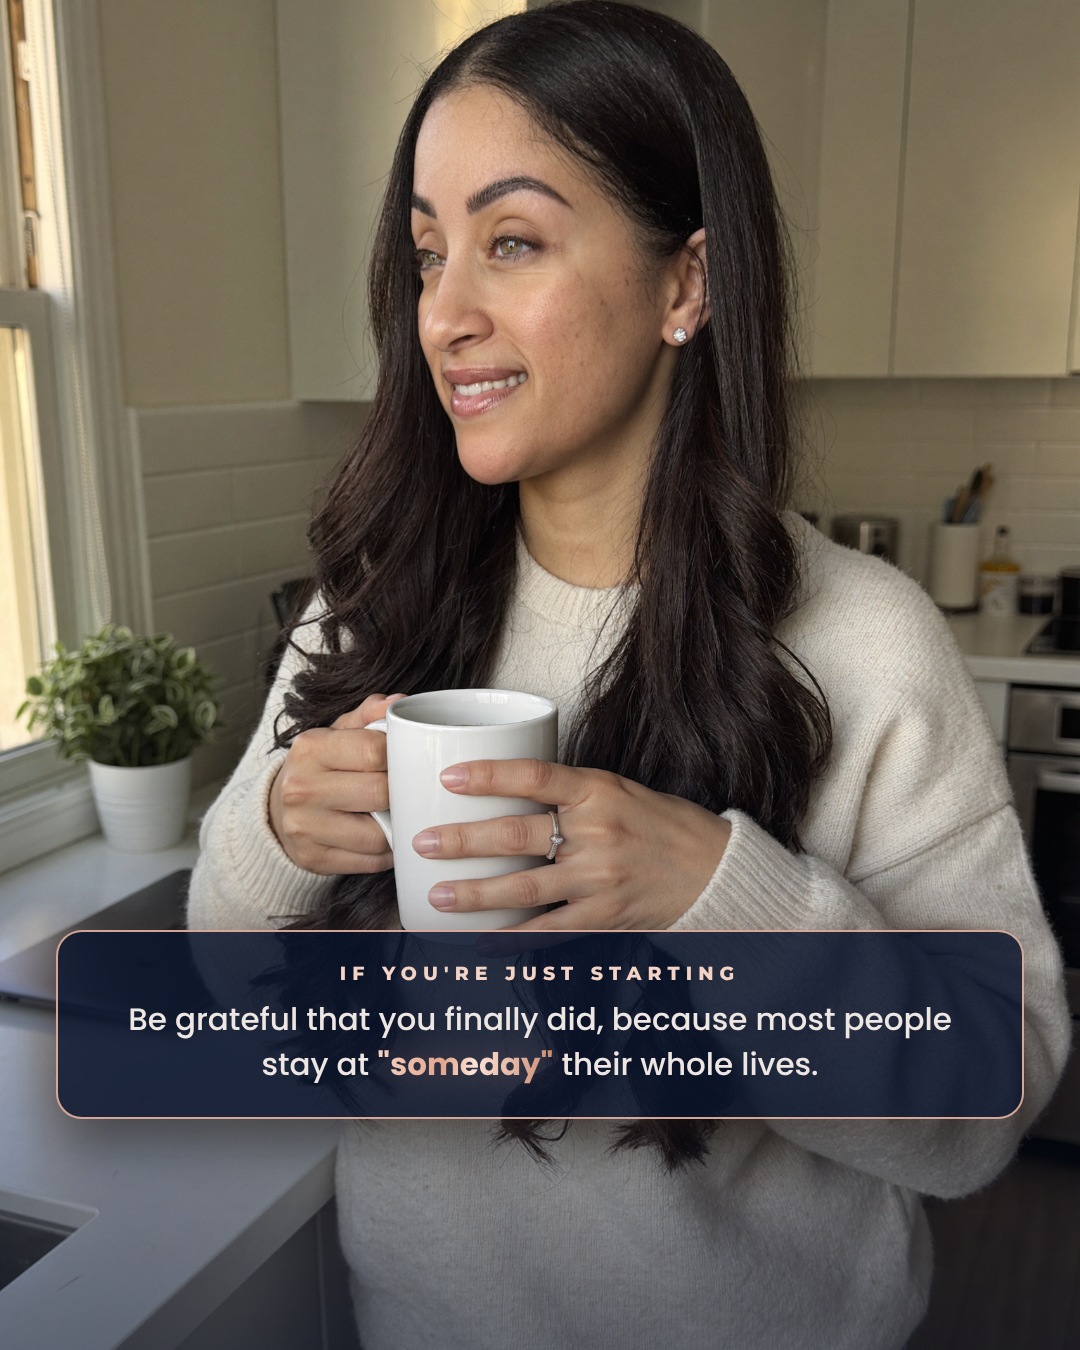 IF YOU'RE JUST STARTING
Be grateful that you finally did, because most people
stay at "someday" their whole lives.